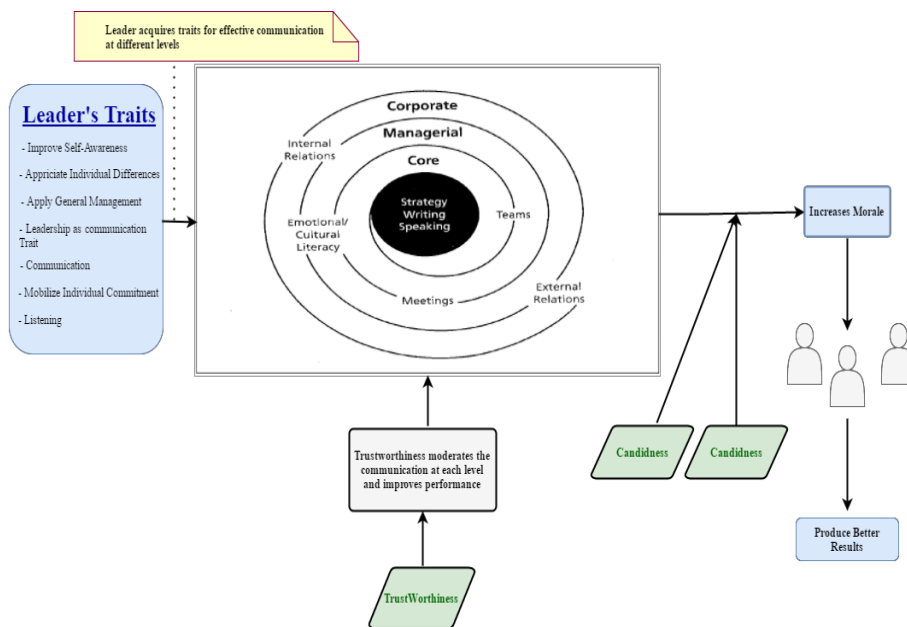 Leader acquires traits for effective communication
at different levels
Leader's Traits
- Improve Self-Awareness
- Appriciate Individual Differences
- Apply General Management
- Leadership as communication
Trait
- Communication
- Mobilize Individual Commitment
- Listening
Corporate
Managerial
Core
Internal
Relations
Strategy
Writing
Speaking
Teams
Emotional/
Cultural
Literacy
Meetings
External
Relations
Increases Morale
Trustworthiness moderates the
communication at each level
and improves performance
Candidness
Candidness
Produce Better
Results
TrustWorthiness